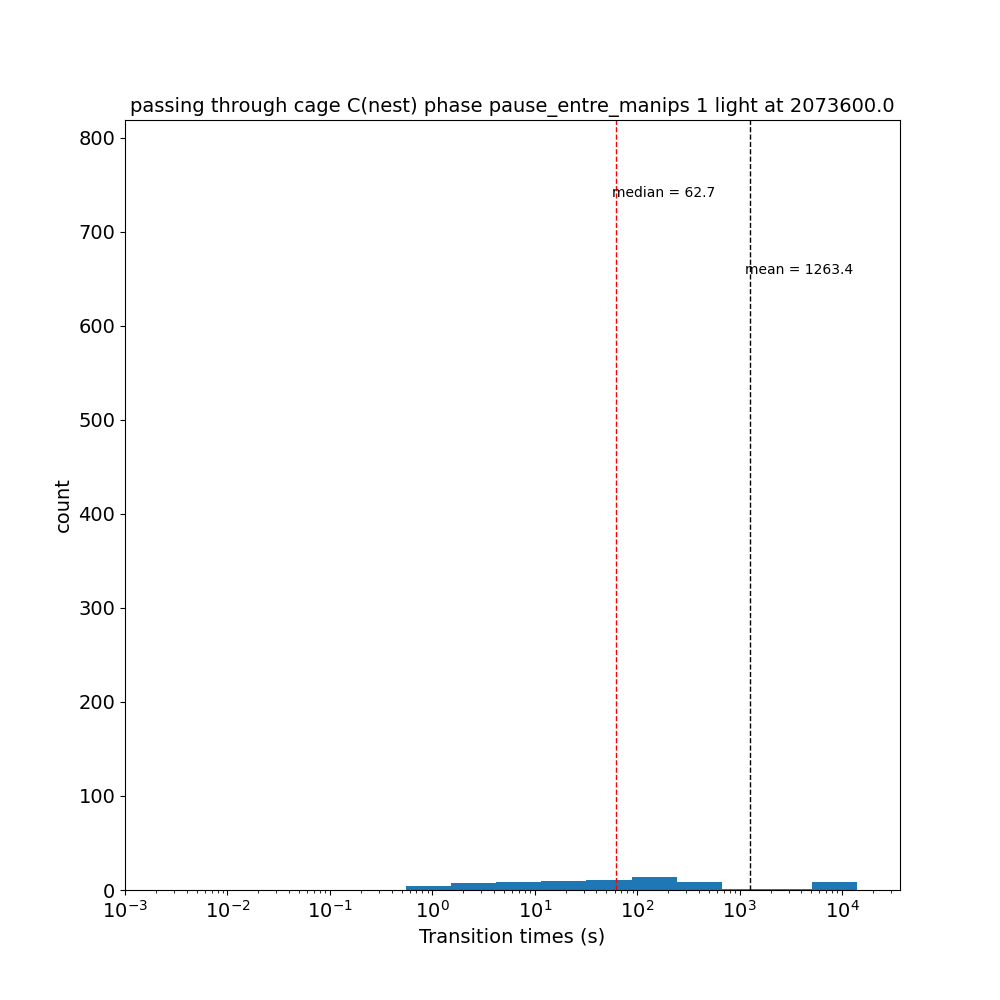 passing through cage C(nest) phase pause_entre_manips 1 light at 2073600.0
800
median = 62.7
700
mean = 1263.4
600
500
count
400
300
200
100
0
10⁻³ 10⁻² 10⁻¹ 10⁰ 10¹ 10² 10³ 10⁴
Transition times (s)